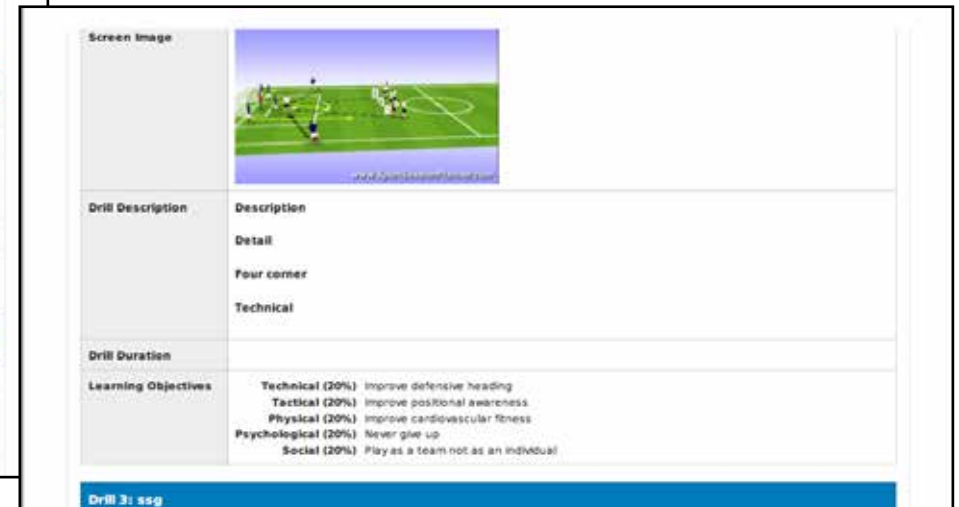 Screen Image
Drill Description
Description
Detail
Four corner
Technical
Drill Duration
Learning Objectives
Technical (20%) Improve defensive heading
Tactical (20%) Improve positional awareness
Physical (20%) Improve cardiovascular fitness
Psychological (20%) Never give up
Social (20%) Play as a team not as an individual
Drill 3: ssg